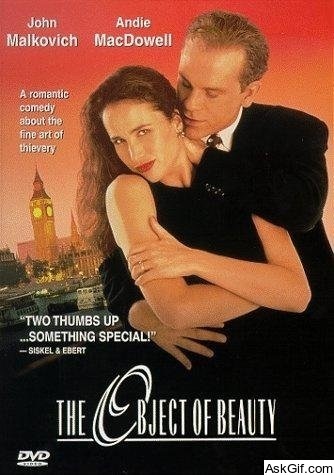 John Malkovich
Andie MacDowell
A romantic
comedy
about the
fine art of
thievery
"TWO THUMBS UP
...SOMETHING SPECIAL!"
— SISKEL & EBERT
THE OBJECT OF BEAUTY
DVD
VIDEO
AskGif.com